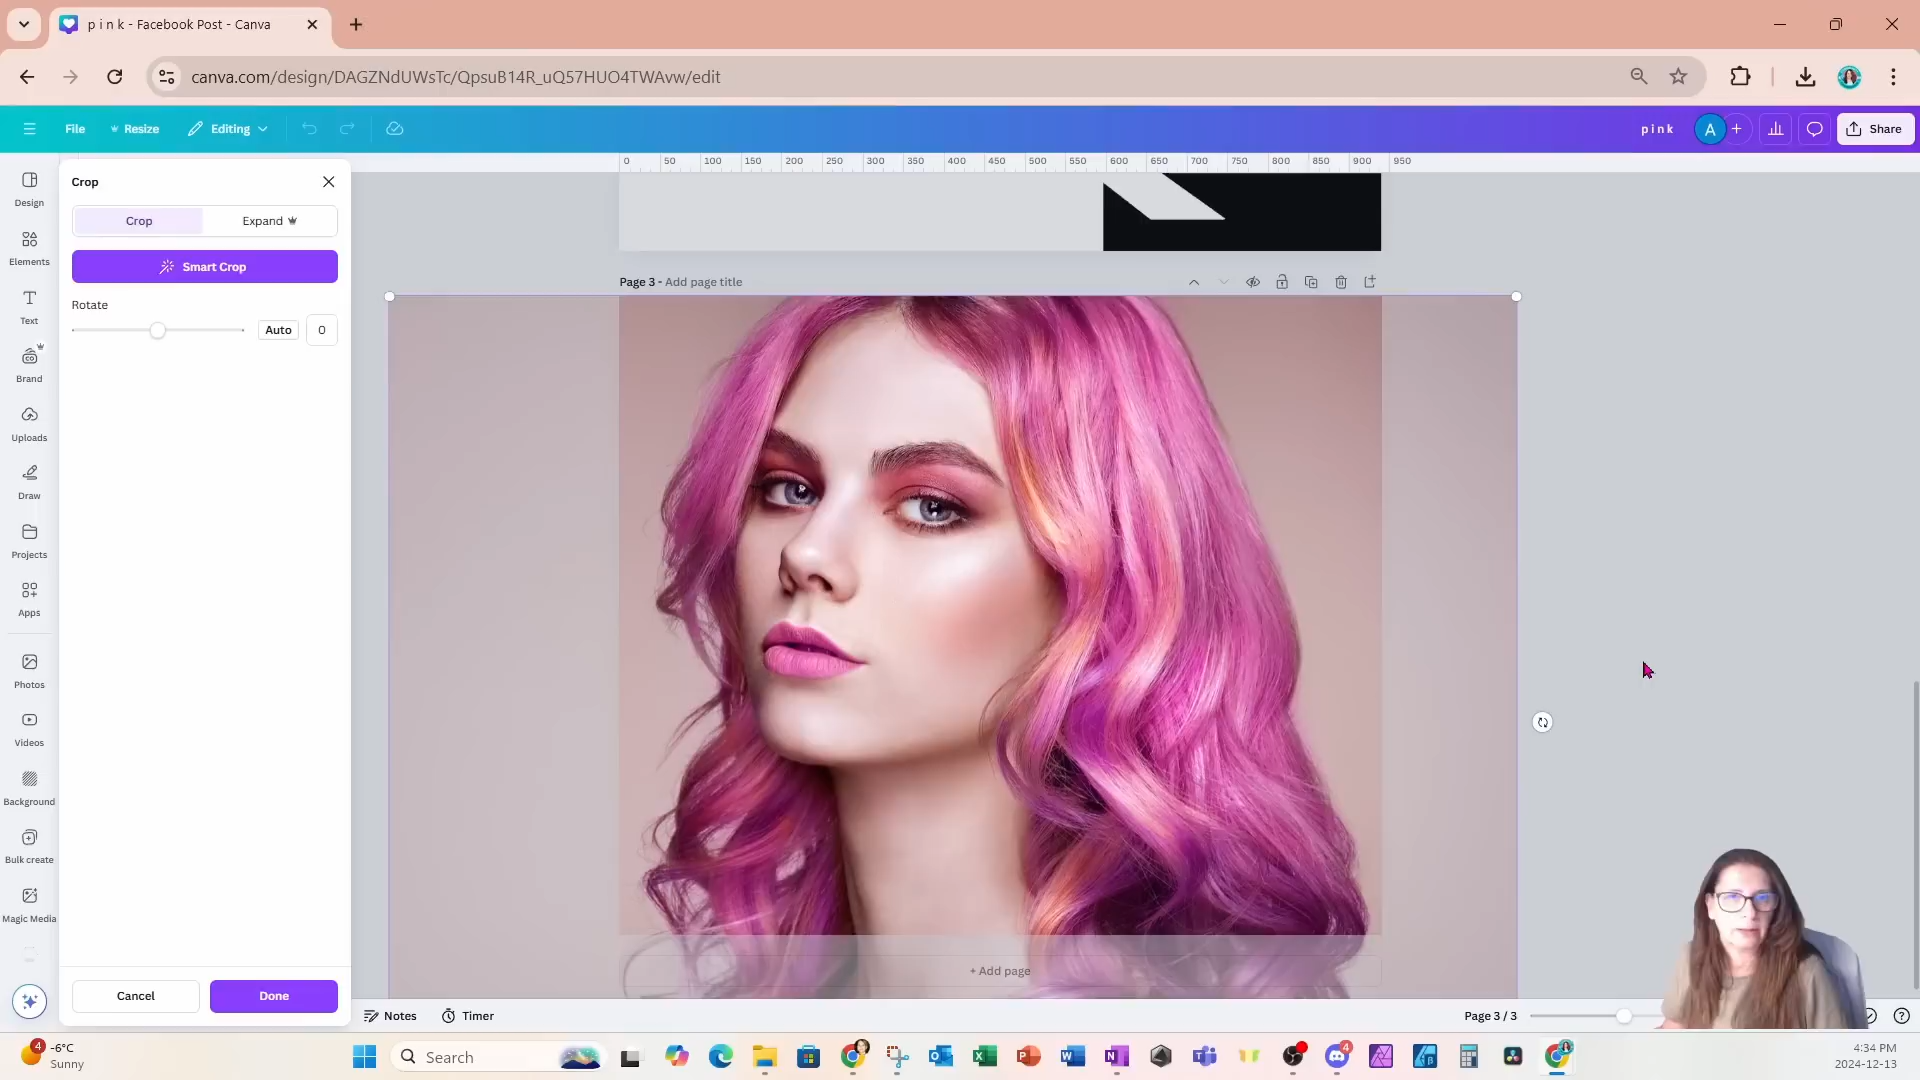 p i n k - Facebook Post - Canva
canva.com/design/DAGZNdUWsTc/QpsuB14R_uQ57HUO4TWAvw/edit
File
Resize
Editing
p i n k
A
Share
0 50 100 150 200 250 300 350 400 450 500 550 600 650 700 750 800 850 900 950
Crop
Crop
Expand
Smart Crop
Rotate
Auto
0
Design
Elements
Text
Brand
Uploads
Draw
Projects
Apps
Photos
Videos
Background
Bulk create
Magic Media
Page 3 - Add page title
+ Add page
Cancel
Done
Notes
Timer
Page 3 / 3
4
-6°C
Sunny
Search
4
4:34 PM
2024-12-13